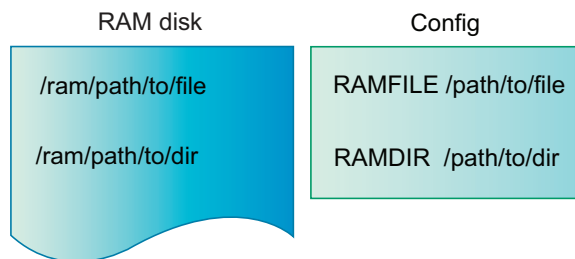 RAM disk
/ram/path/to/file
/ram/path/to/dir
Config
RAMFILE /path/to/file
RAMDIR /path/to/dir